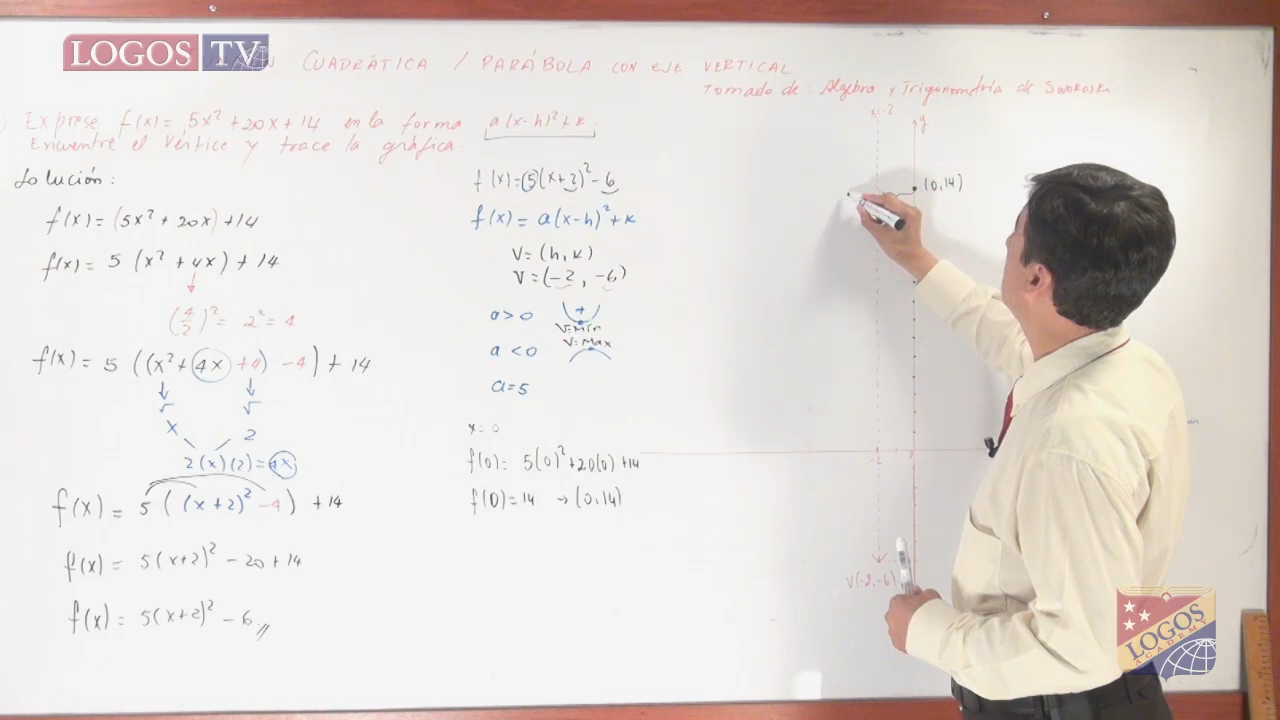 LOGOS TV
CUADRÁTICA / PARÁBOLA CON EJE VERTICAL
Tomado de: Álgebra y Trigonometría de Swokoski
Exprese f(x) = 5x² + 20x + 14 en la forma a(x-h)² + k.
Encuentre el vértice y trace la gráfica.
Solución:
f(x) = (5x² + 20x) + 14
f(x) = 5 (x² + 4x) + 14
(4/2)² = 2² = 4
f(x) = 5 ((x² + 4x + 4) - 4) + 14
√ √
x 2
2(x)(2) = 4x
f(x) = 5 ((x + 2)² - 4) + 14
f(x) = 5(x+2)² - 20 + 14
f(x) = 5(x+2)² - 6 //
f(x) = 5(x+2)² - 6
f(x) = a(x-h)² + k
V = (h, k)
V = (-2, -6)
a > 0 +
V=Mín
V=Max
a < 0
a = 5
x = 0
f(0) = 5(0)² + 20(0) + 14
f(0) = 14 → (0,14)
x=-2
y
(0,14)
-2
V(-2,-6)
LOGOS
ACADEMY